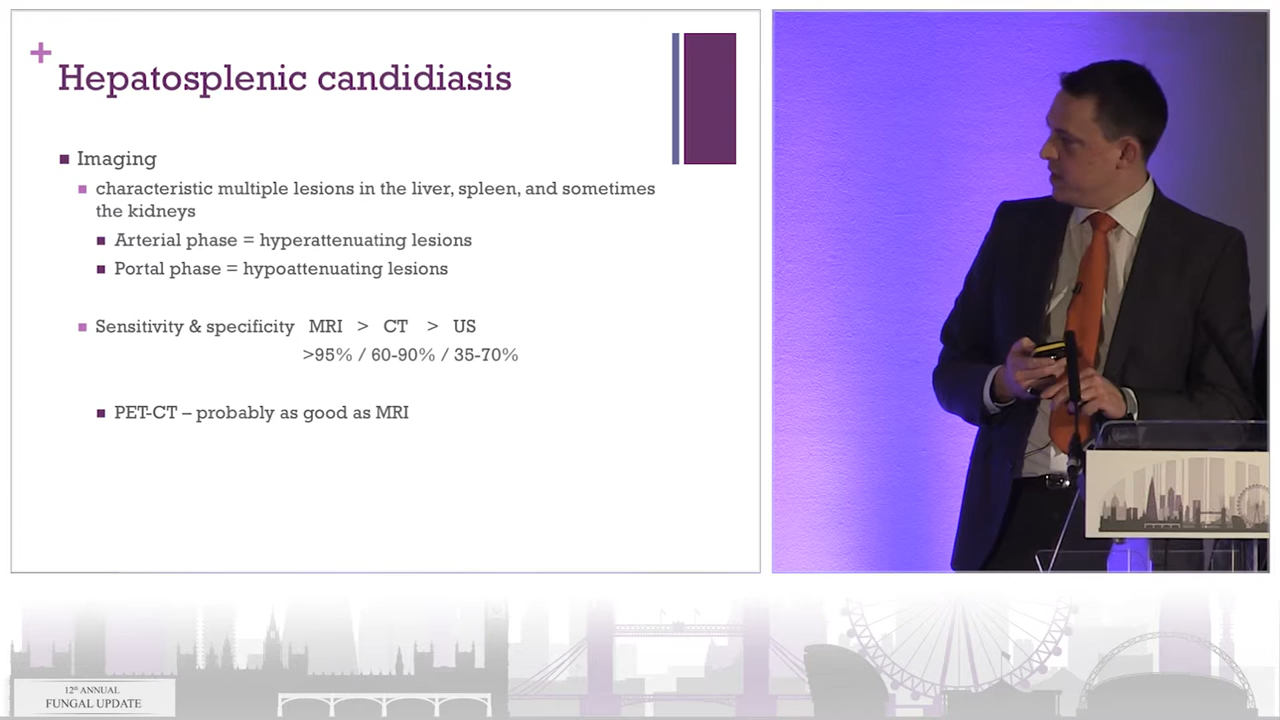 +
Hepatosplenic candidiasis
Imaging
characteristic multiple lesions in the liver, spleen, and sometimes
the kidneys
Arterial phase = hyperattenuating lesions
Portal phase = hypoattenuating lesions
Sensitivity & specificity MRI > CT > US
>95% / 60-90% / 35-70%
PET-CT – probably as good as MRI
12th ANNUAL
FUNGAL UPDATE